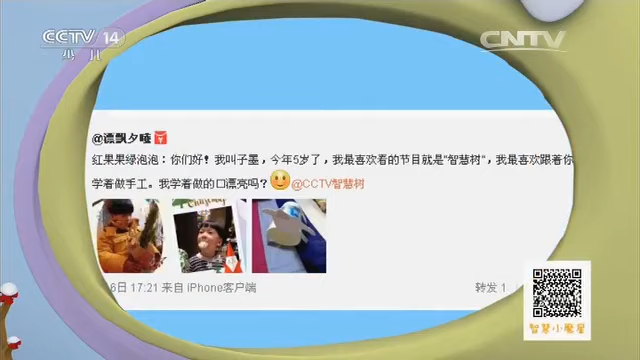 CCTV 14
少儿
CNTV
@漂飘夕唾
红果果绿泡泡：你们好！我叫子墨，今年5岁了，我最喜欢看的节目就是"智慧树"，我最喜欢跟着你
学着做手工。我学着做的口漂亮吗？@CCTV智慧树
6日 17:21 来自 iPhone客户端
转发 1
智慧小魔星